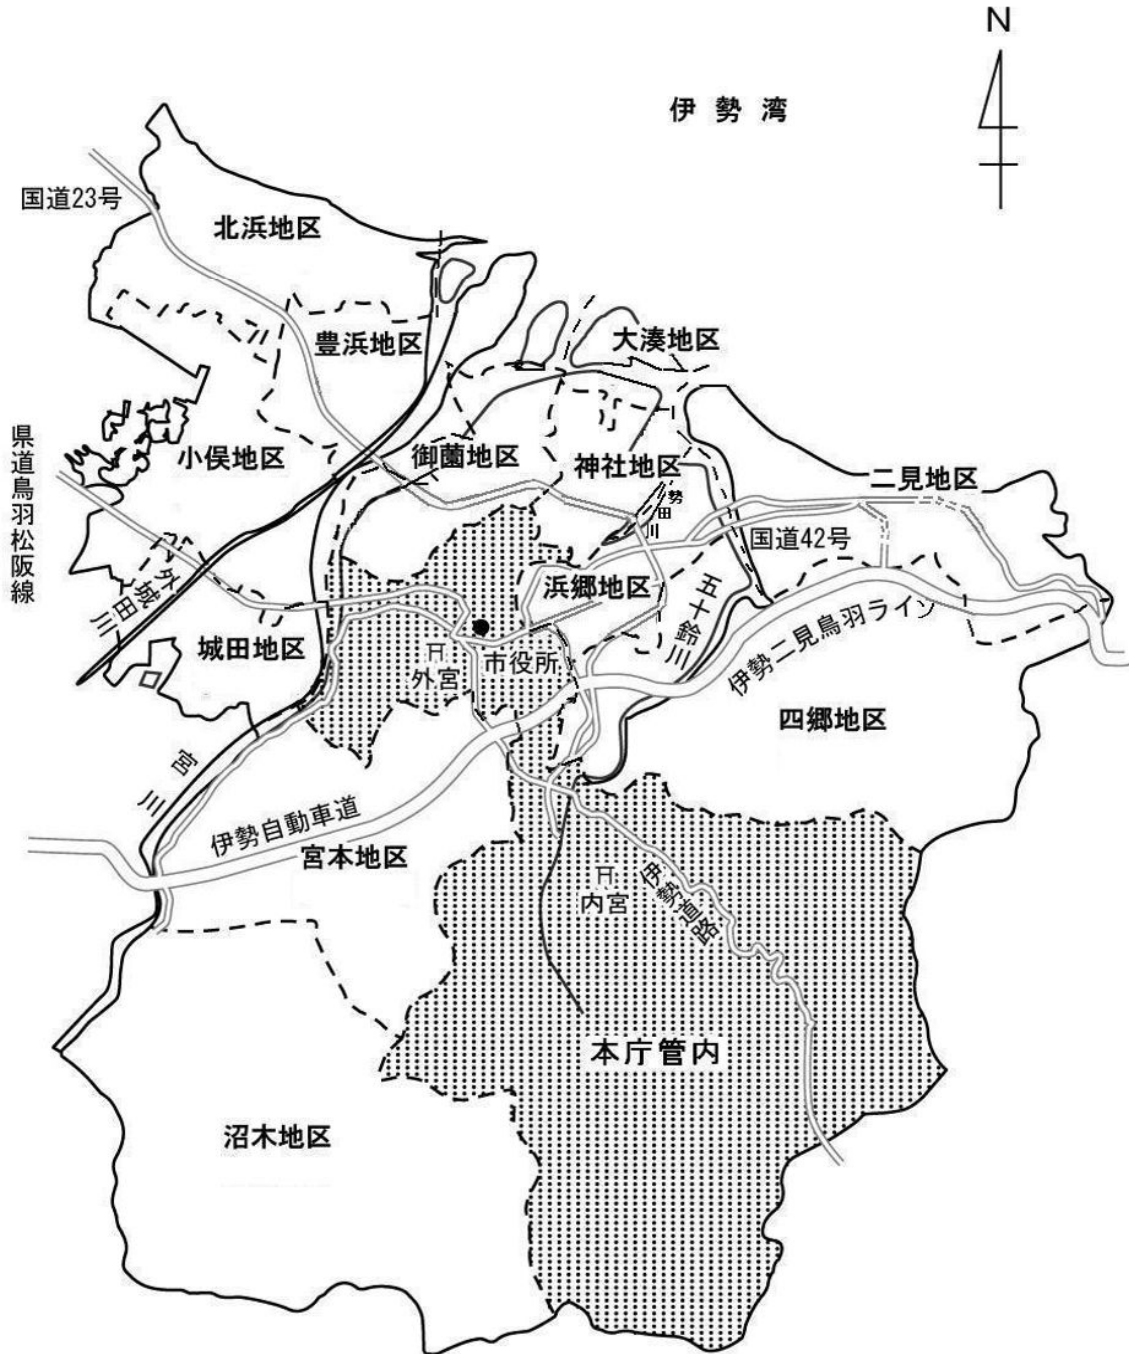 N
伊勢湾
国道23号
北浜地区
豊浜地区
大湊地区
県道鳥羽松阪線
小俣地区
御薗地区
神社地区
勢田川
二見地区
国道42号
外城田川
浜郷地区
五十鈴川
伊勢二見鳥羽ライン
城田地区
外宮
市役所
四郷地区
宮川
伊勢自動車道
宮本地区
内宮
伊勢道路
本庁管内
沼木地区